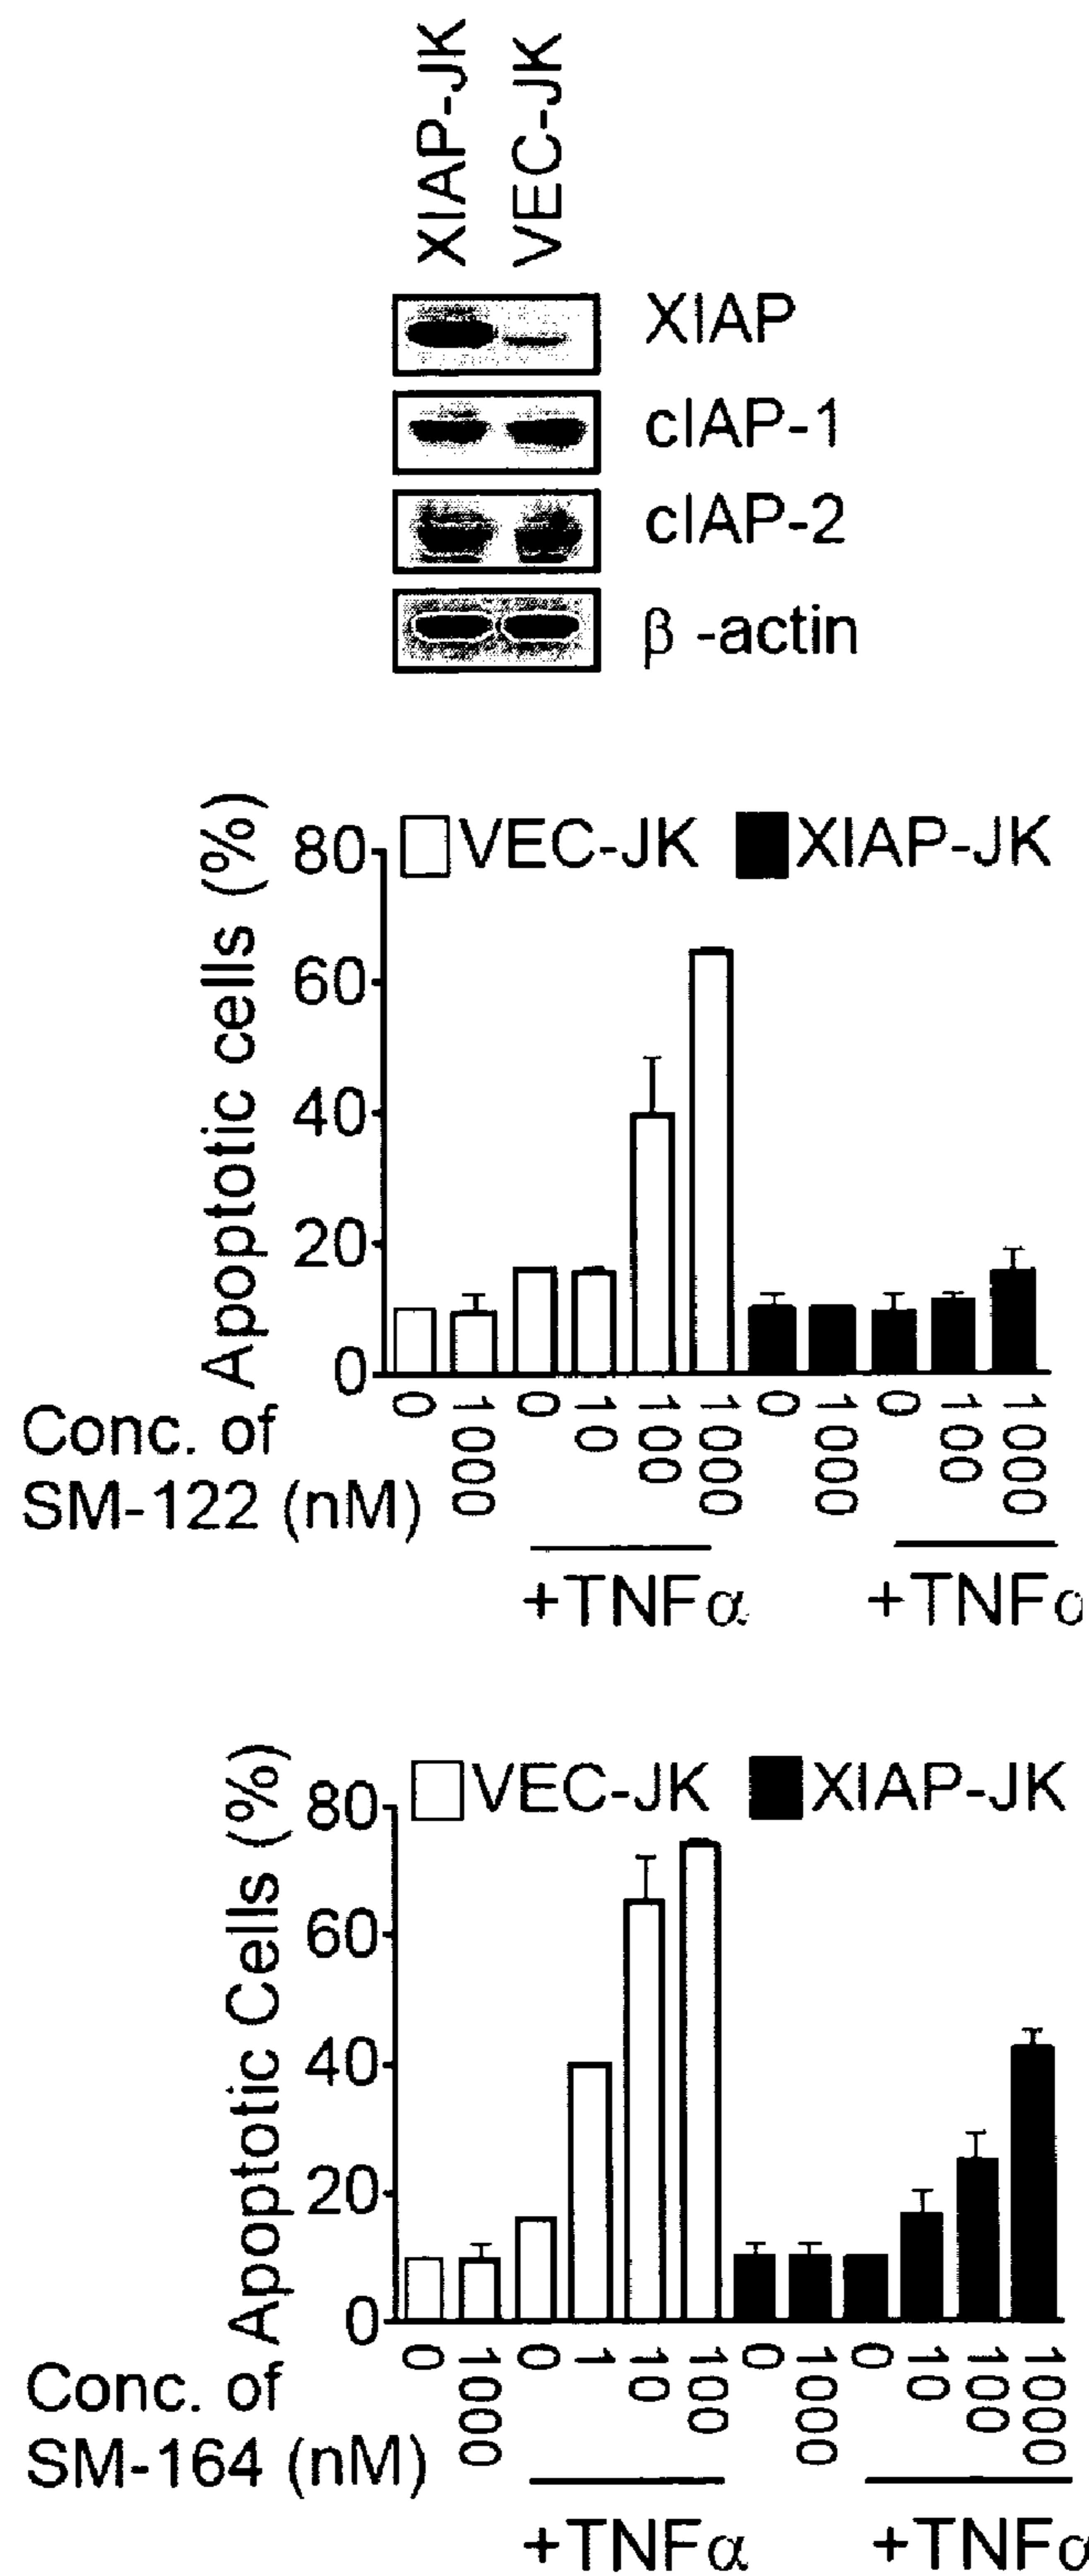 XIAP-JK
VEC-JK
XIAP
cIAP-1
cIAP-2
β -actin
Apoptotic cells (%)
VEC-JK XIAP-JK
80
60
40
20
0
Conc. of
SM-122 (nM)
0 1000 0 10 100 1000 0 1000 0 100 1000
+TNFα +TNFα
Apoptotic Cells (%)
VEC-JK XIAP-JK
80
60
40
20
0
Conc. of
SM-164 (nM)
0 1000 0 1 10 100 0 1000 0 10 100 1000
+TNFα +TNFα